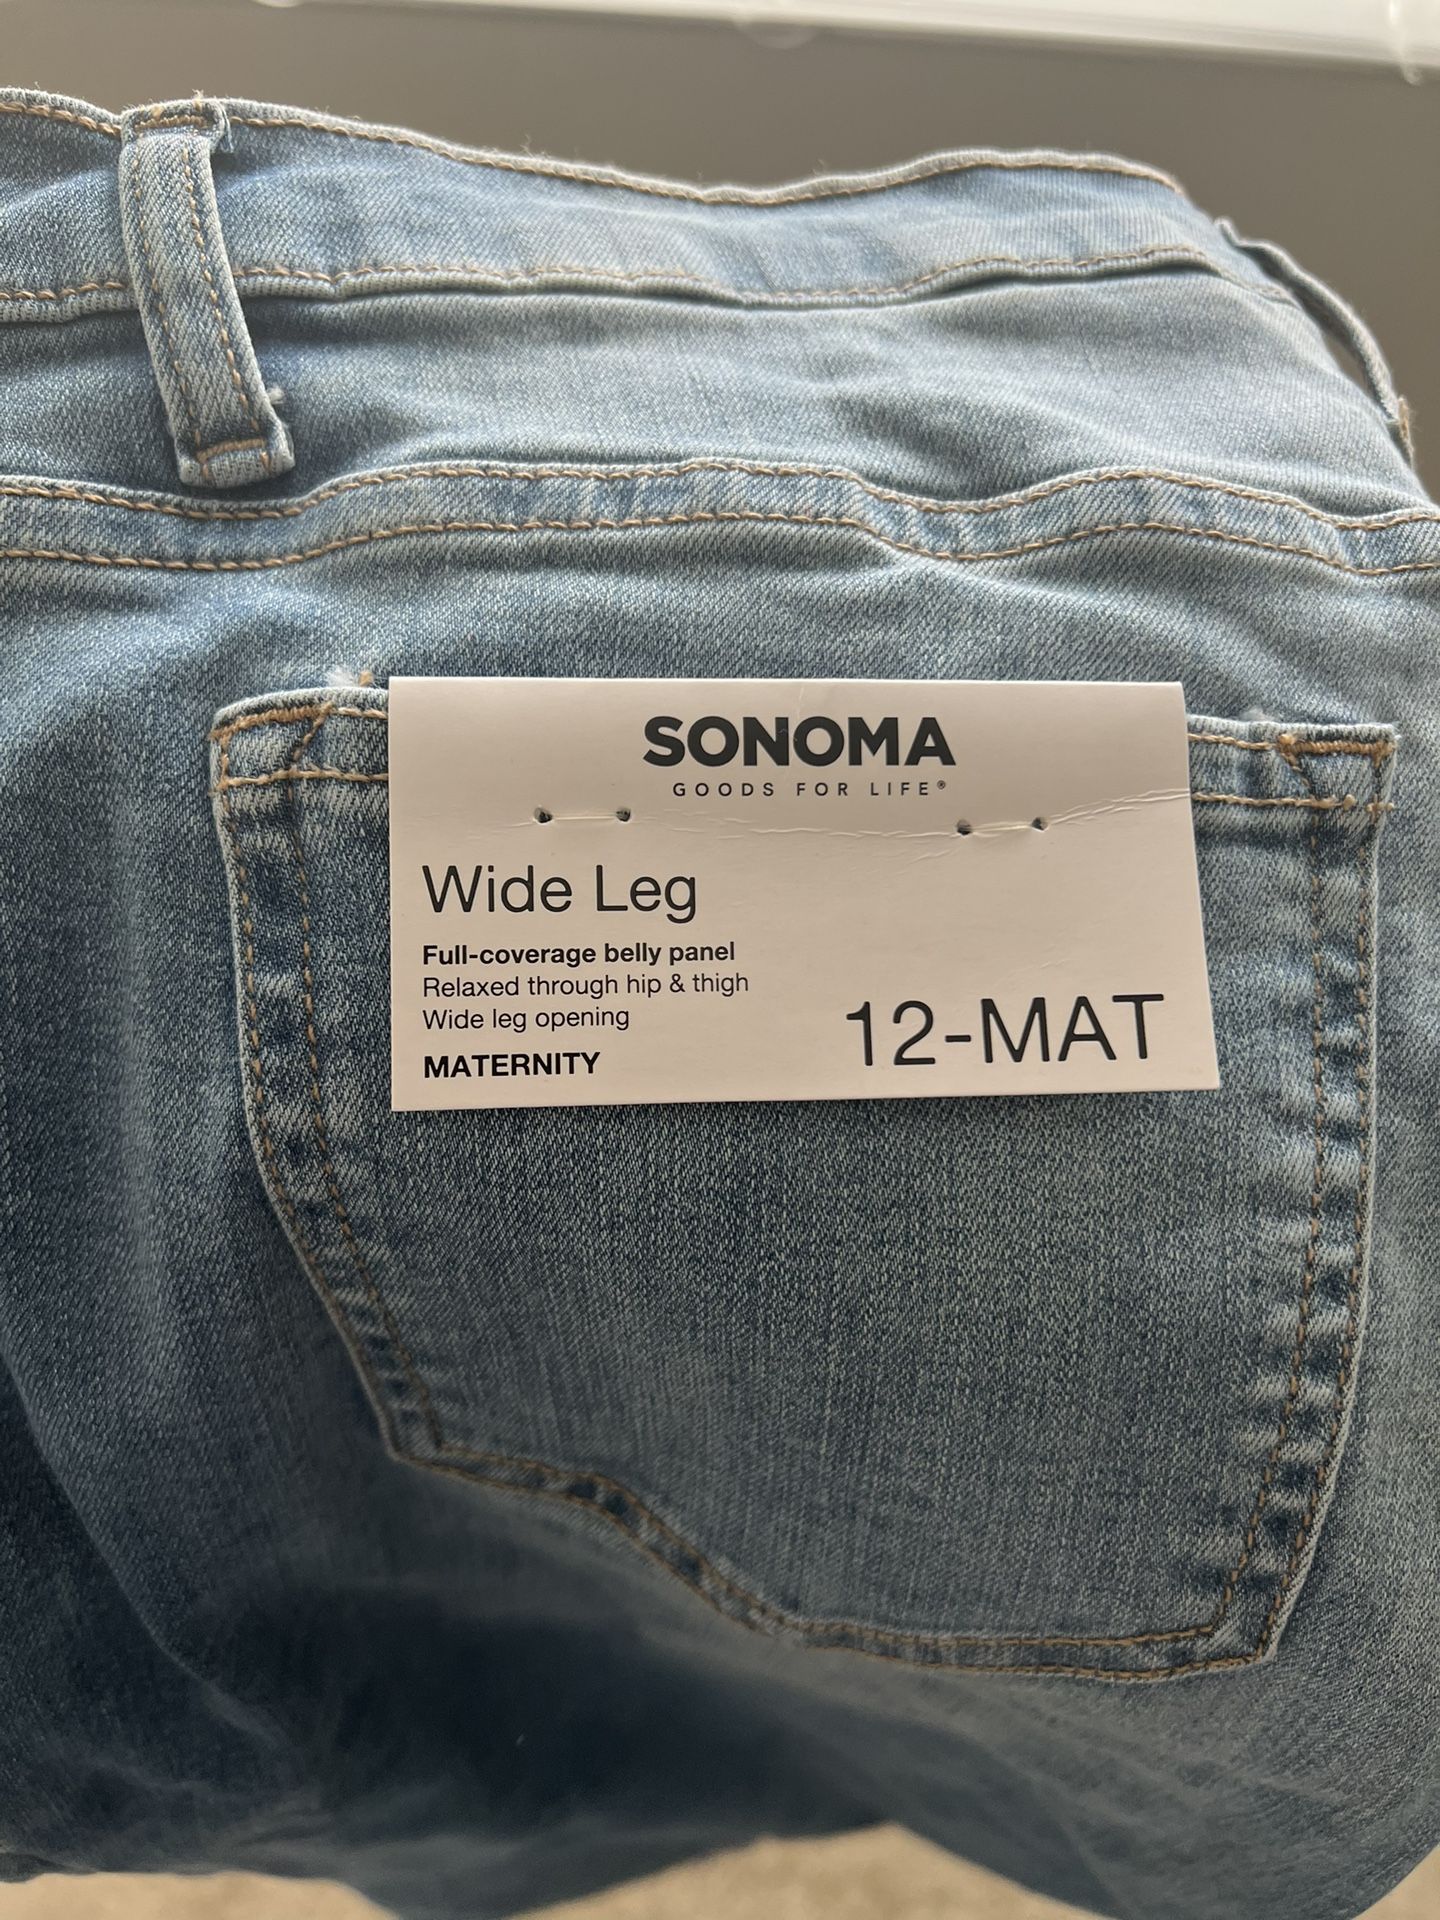 SONOMA
GOODS FOR LIFE®
Wide Leg
Full-coverage belly panel
Relaxed through hip & thigh
Wide leg opening
MATERNITY
12-MAT